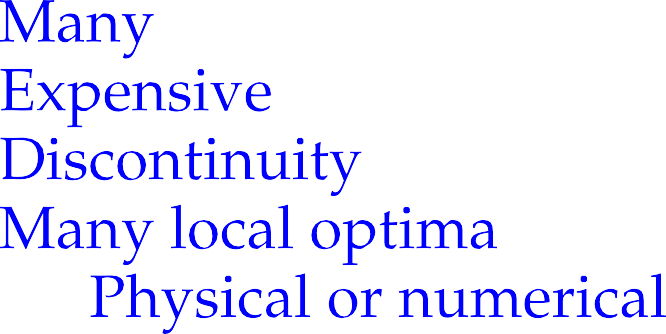 Many
Expensive
Discontinuity
Many local optima
Physical or numerical